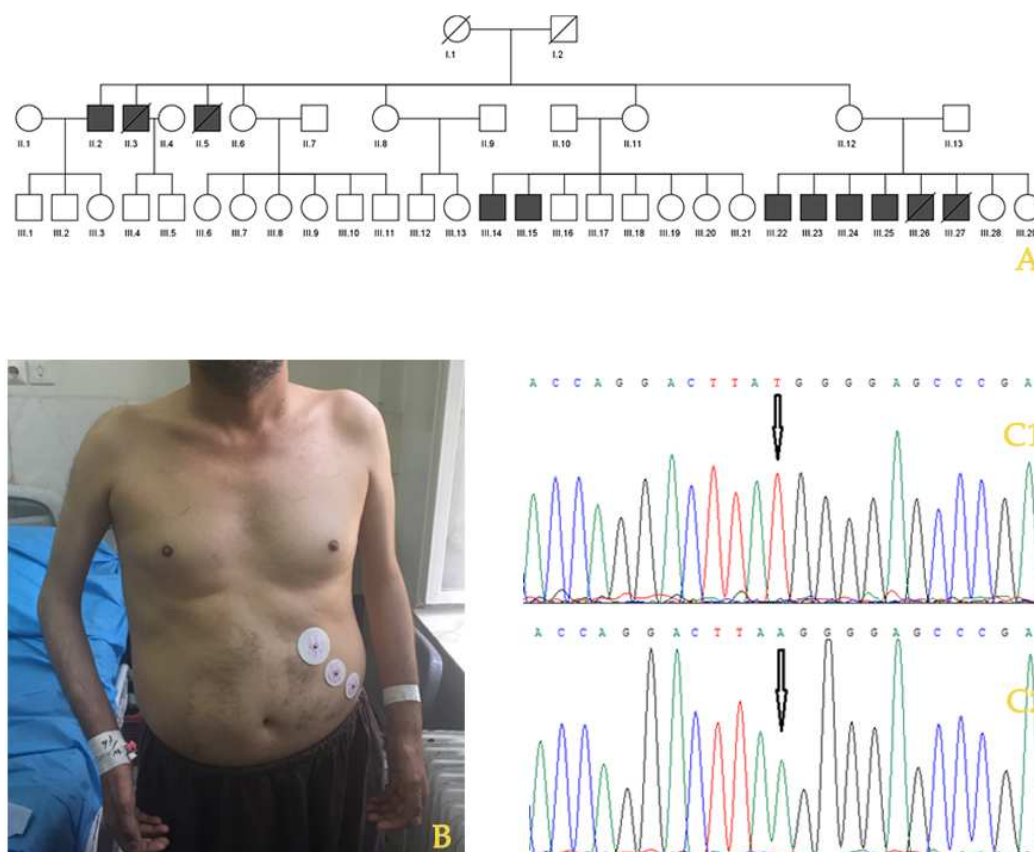 I.1 I.2
II.1 II.2 II.3 II.4 II.5 II.6 II.7 II.8 II.9 II.10 II.11 II.12 II.13
III.1 III.2 III.3 III.4 III.5 III.6 III.7 III.8 III.9 III.10 III.11 III.12 III.13 III.14 III.15 III.16 III.17 III.18 III.19 III.20 III.21 III.22 III.23 III.24 III.25 III.26 III.27 III.28 III.29
A
B
A C C A G G A C T T A T G G G G A G C C C G A
C1
A C C A G G A C T T A A G G G G A G C C C G A